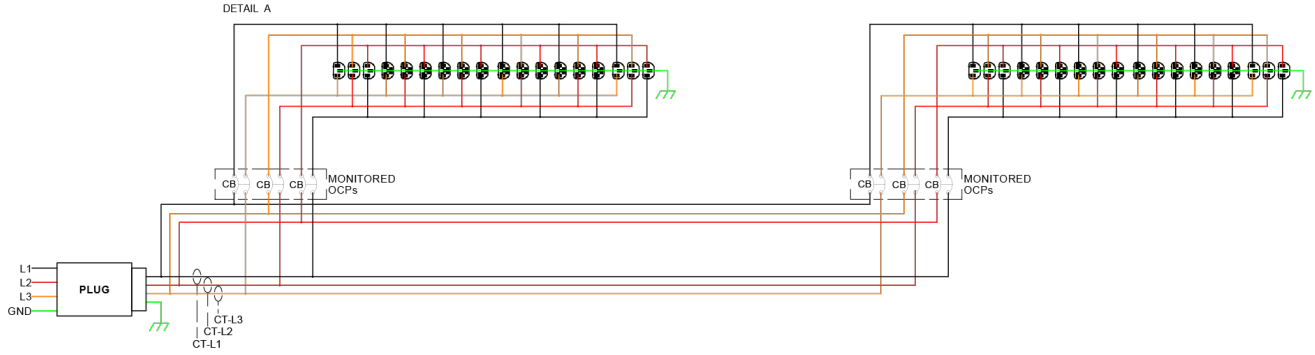 DETAIL A
CB
CB
CB
MONITORED
OCPs
CB
CB
CB
MONITORED
OCPs
L1
L2
L3
GND
PLUG
CT-L3
CT-L2
CT-L1